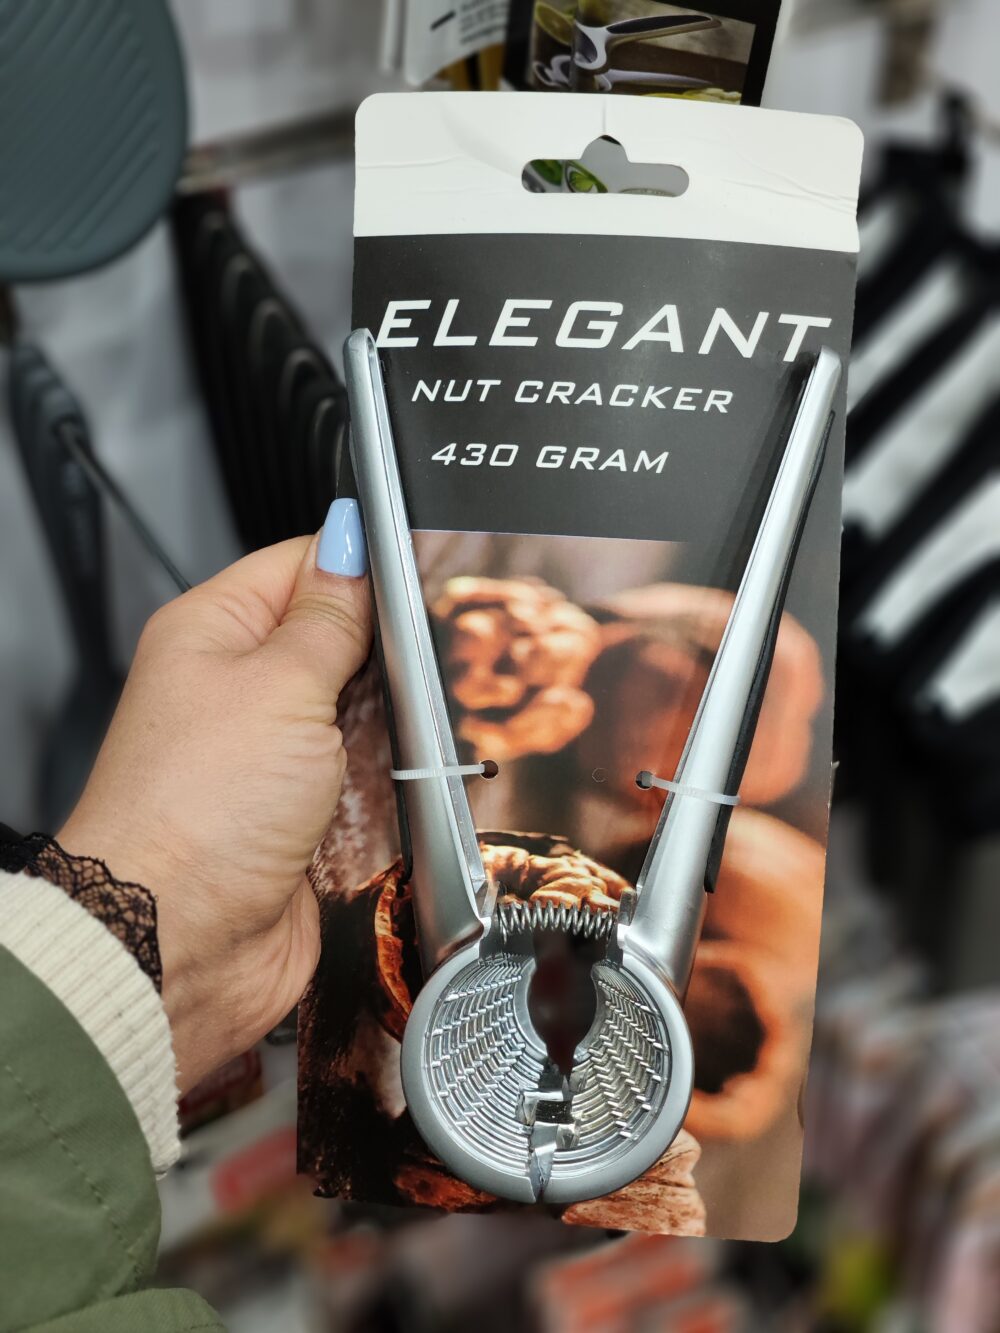 ELEGANT
NUT CRACKER
430 GRAM